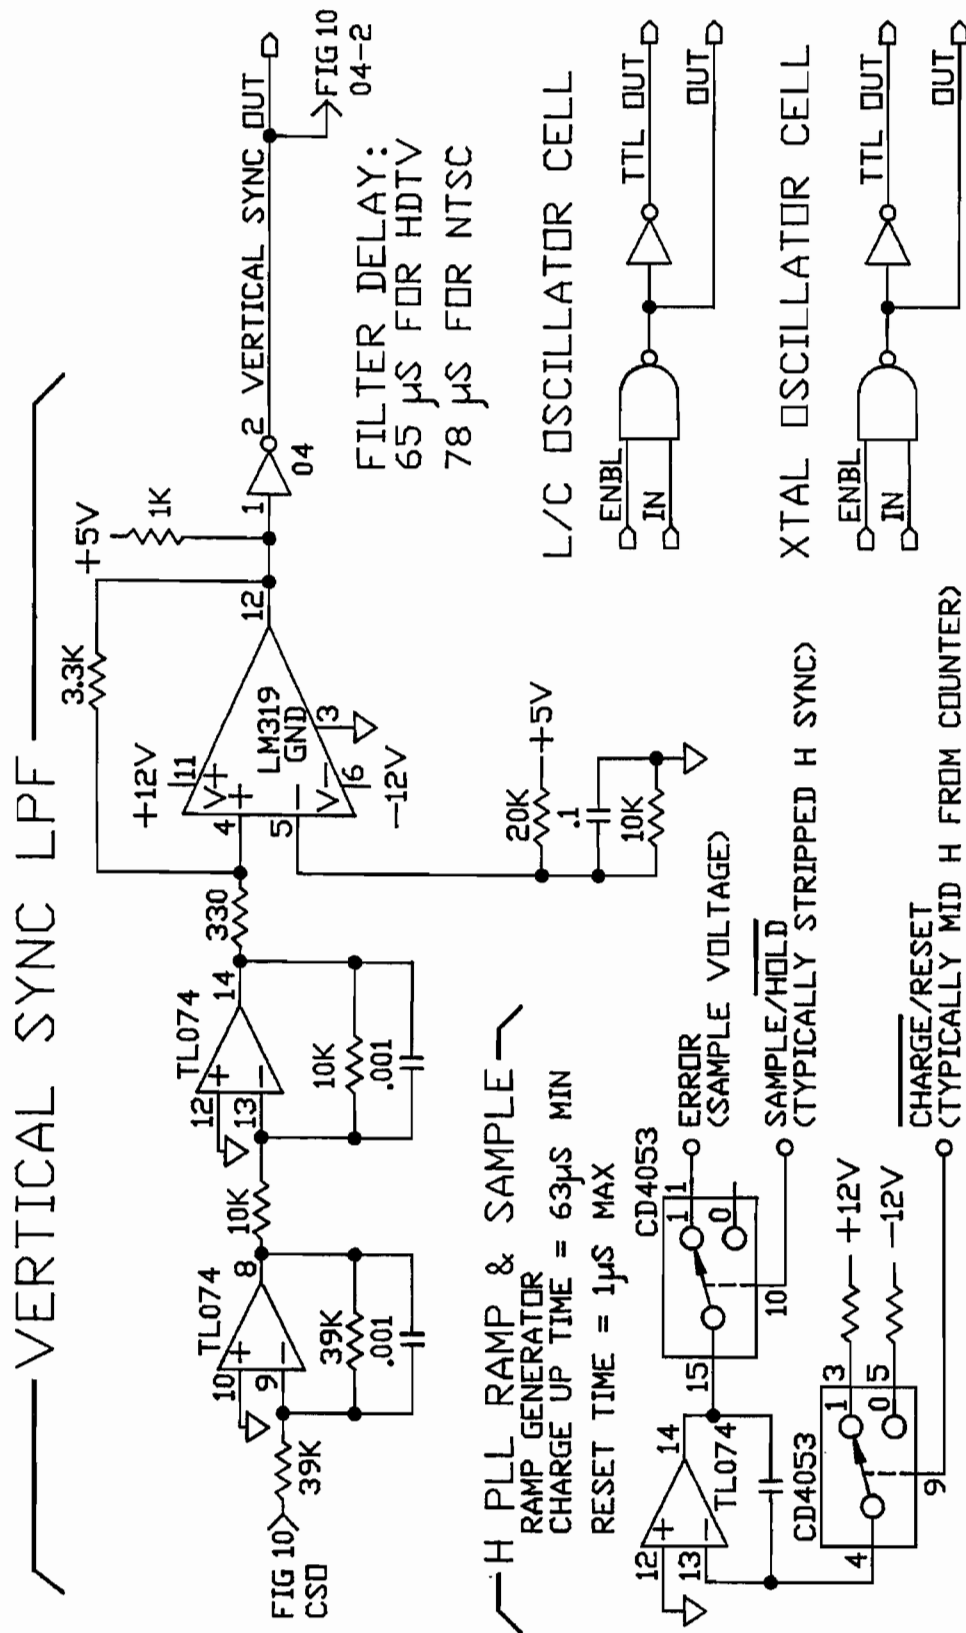 VERTICAL SYNC LPF
FIG 10
CSO
39K
10
9
+
-
TL074
8
39K
.001
10K
12
13
+
-
TL074
14
10K
.001
330
3.3K
+12V
11
V+
4
+
5
-
LM319
GND
3
V-
6
-12V
12
+5V
1K
1
2
04
VERTICAL SYNC OUT
FIG 10
04-2
20K
+5V
.1
10K
FILTER DELAY:
65 µS FOR HDTV
78 µS FOR NTSC
H PLL RAMP & SAMPLE
RAMP GENERATOR
CHARGE UP TIME = 63µS MIN
RESET TIME = 1µS MAX
12
13
+
-
14
TL074
15
CD4053
1
0
1
10
ERROR
(SAMPLE VOLTAGE)
SAMPLE/HOLD
(TYPICALLY STRIPPED H SYNC)
CD4053
4
1
0
3
5
9
+12V
-12V
CHARGE/RESET
(TYPICALLY MID H FROM COUNTER)
L/C OSCILLATOR CELL
ENBL
IN
TTL OUT
OUT
XTAL OSCILLATOR CELL
ENBL
IN
TTL OUT
OUT